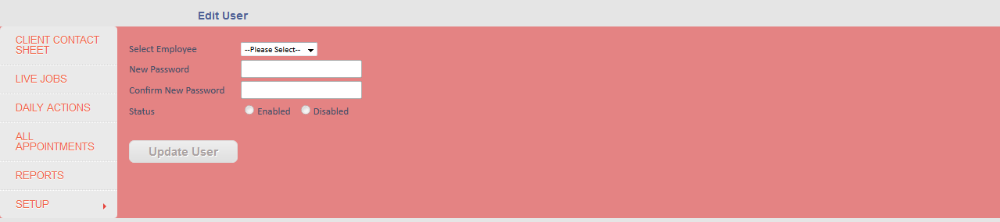 Edit User
CLIENT CONTACT
SHEET
LIVE JOBS
DAILY ACTIONS
ALL
APPOINTMENTS
REPORTS
SETUP
Select Employee --Please Select--
New Password
Confirm New Password
Status Enabled Disabled
Update User